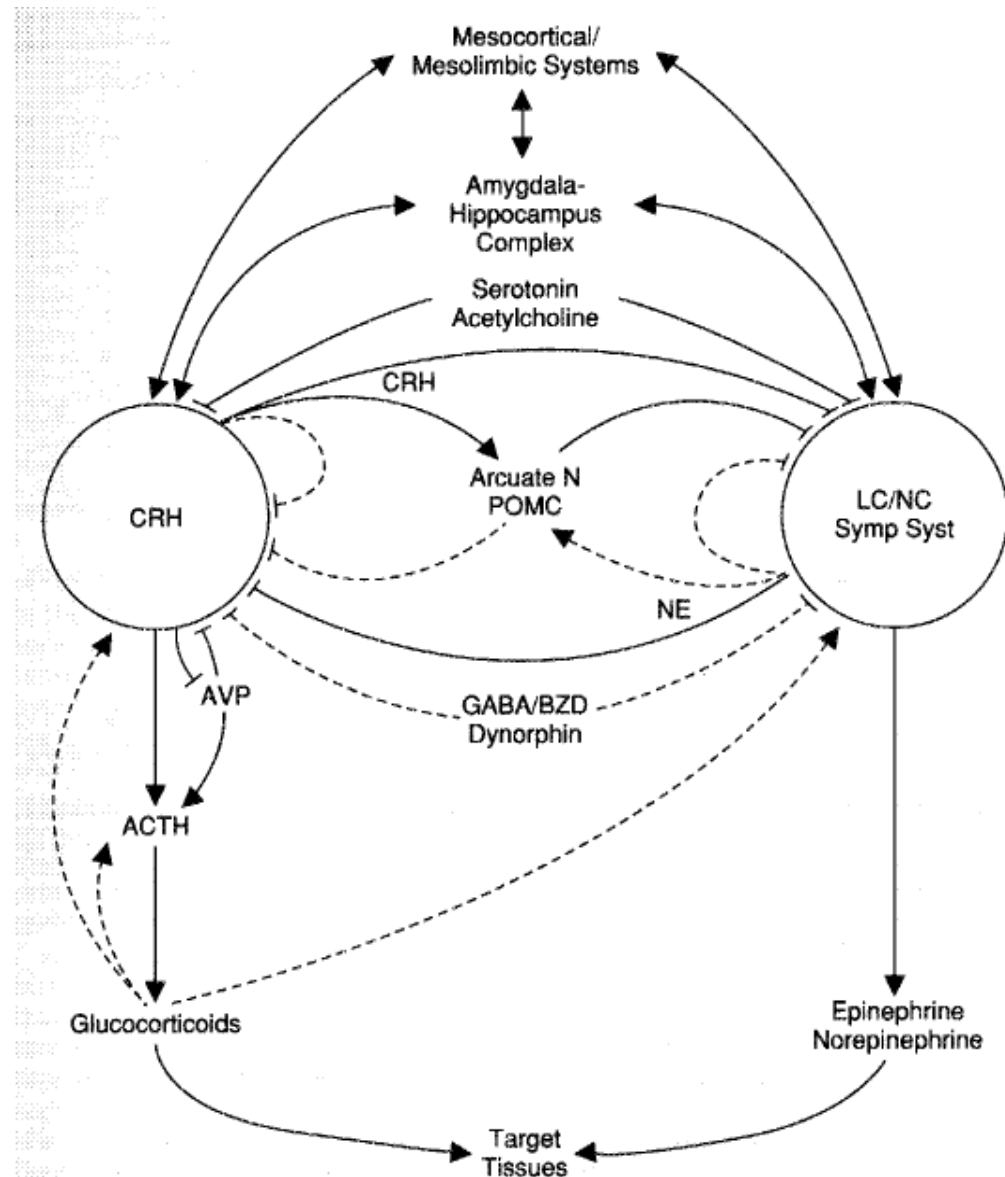 Mesocortical/
Mesolimbic Systems
Amygdala-
Hippocampus
Complex
Serotonin
Acetylcholine
CRH
CRH
Arcuate N
POMC
LC/NC
Symp Syst
NE
AVP
GABA/BZD
Dynorphin
ACTH
Glucocorticoids
Epinephrine
Norepinephrine
Target
Tissues